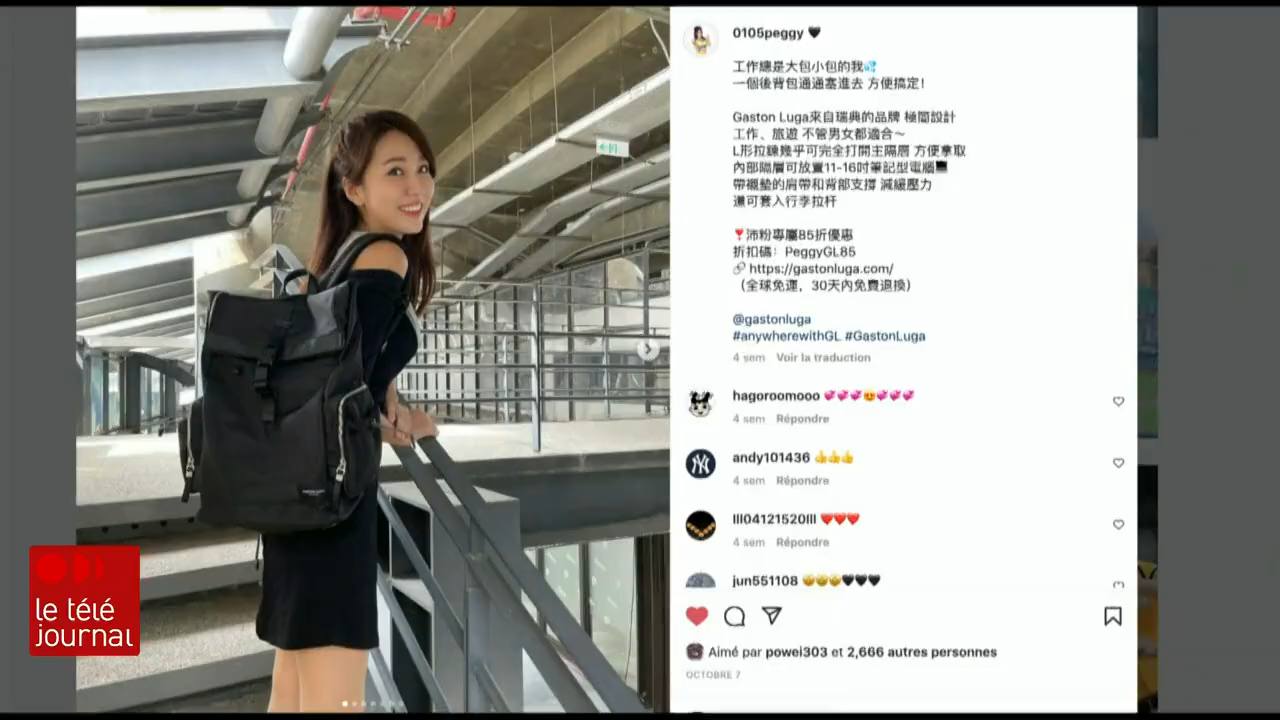 0105peggy 🖤
工作總是大包小包的我💦
一個後背包通通塞進去 方便搞定!
Gaston Luga來自瑞典的品牌 極簡設計
工作、旅遊 不管男女都適合~
L形拉鍊幾乎可完全打開主隔層 方便拿取
內部隔層可放置11-16吋筆記型電腦💻
帶襯墊的肩帶和背部支撐 減緩壓力
還可套入行李拉杆
❣️沛粉專屬85折優惠
折扣碼: PeggyGL85
🔗 https://gastonluga.com/
(全球免運, 30天內免費退換)
@gastonluga
#anywherewithGL #GastonLuga
4 sem Voir la traduction
hagoroomooo 💞💞💞😍💞💞💞
4 sem Répondre
andy101436 👍👍👍
4 sem Répondre
lll04121520lll ❤️❤️❤️
4 sem Répondre
jun551108 🤩🤩🤩🖤🖤🖤
Aimé par powei303 et 2,666 autres personnes
OCTOBRE 7
le télé
journal